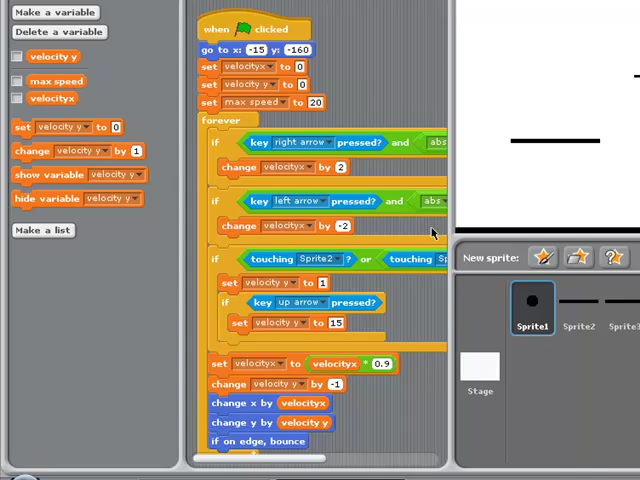 Make a variable
Delete a variable
velocity y
max speed
velocityx
set velocity y to 0
change velocity y by 1
show variable velocity y
hide variable velocity y
Make a list
when clicked
go to x: -15 y: -160
set velocityx to 0
set velocity y to 0
set max speed to 20
forever
if key right arrow pressed? and abs
change velocityx by 2
if key left arrow pressed? and abs
change velocityx by -2
if touching Sprite2 ? or touching Sp
set velocity y to 1
if key up arrow pressed?
set velocity y to 15
set velocityx to velocityx * 0.9
change velocity y by -1
change x by velocityx
change y by velocity y
if on edge, bounce
New sprite:
Sprite1
Sprite2
Sprite3
Stage